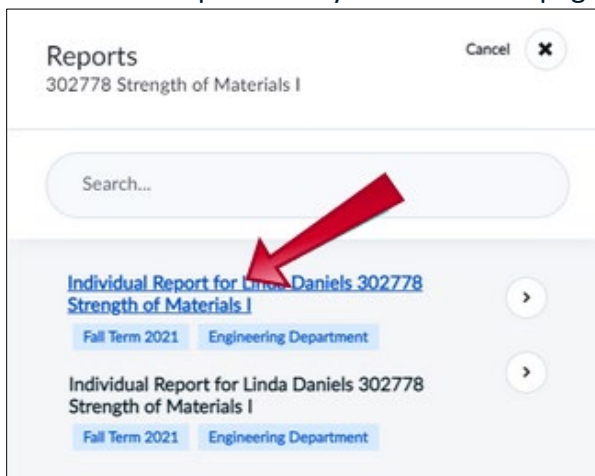 Reports
Cancel
302778 Strength of Materials I
Search...
Individual Report for Linda Daniels 302778
Strength of Materials I
Fall Term 2021 Engineering Department
Individual Report for Linda Daniels 302778
Strength of Materials I
Fall Term 2021 Engineering Department